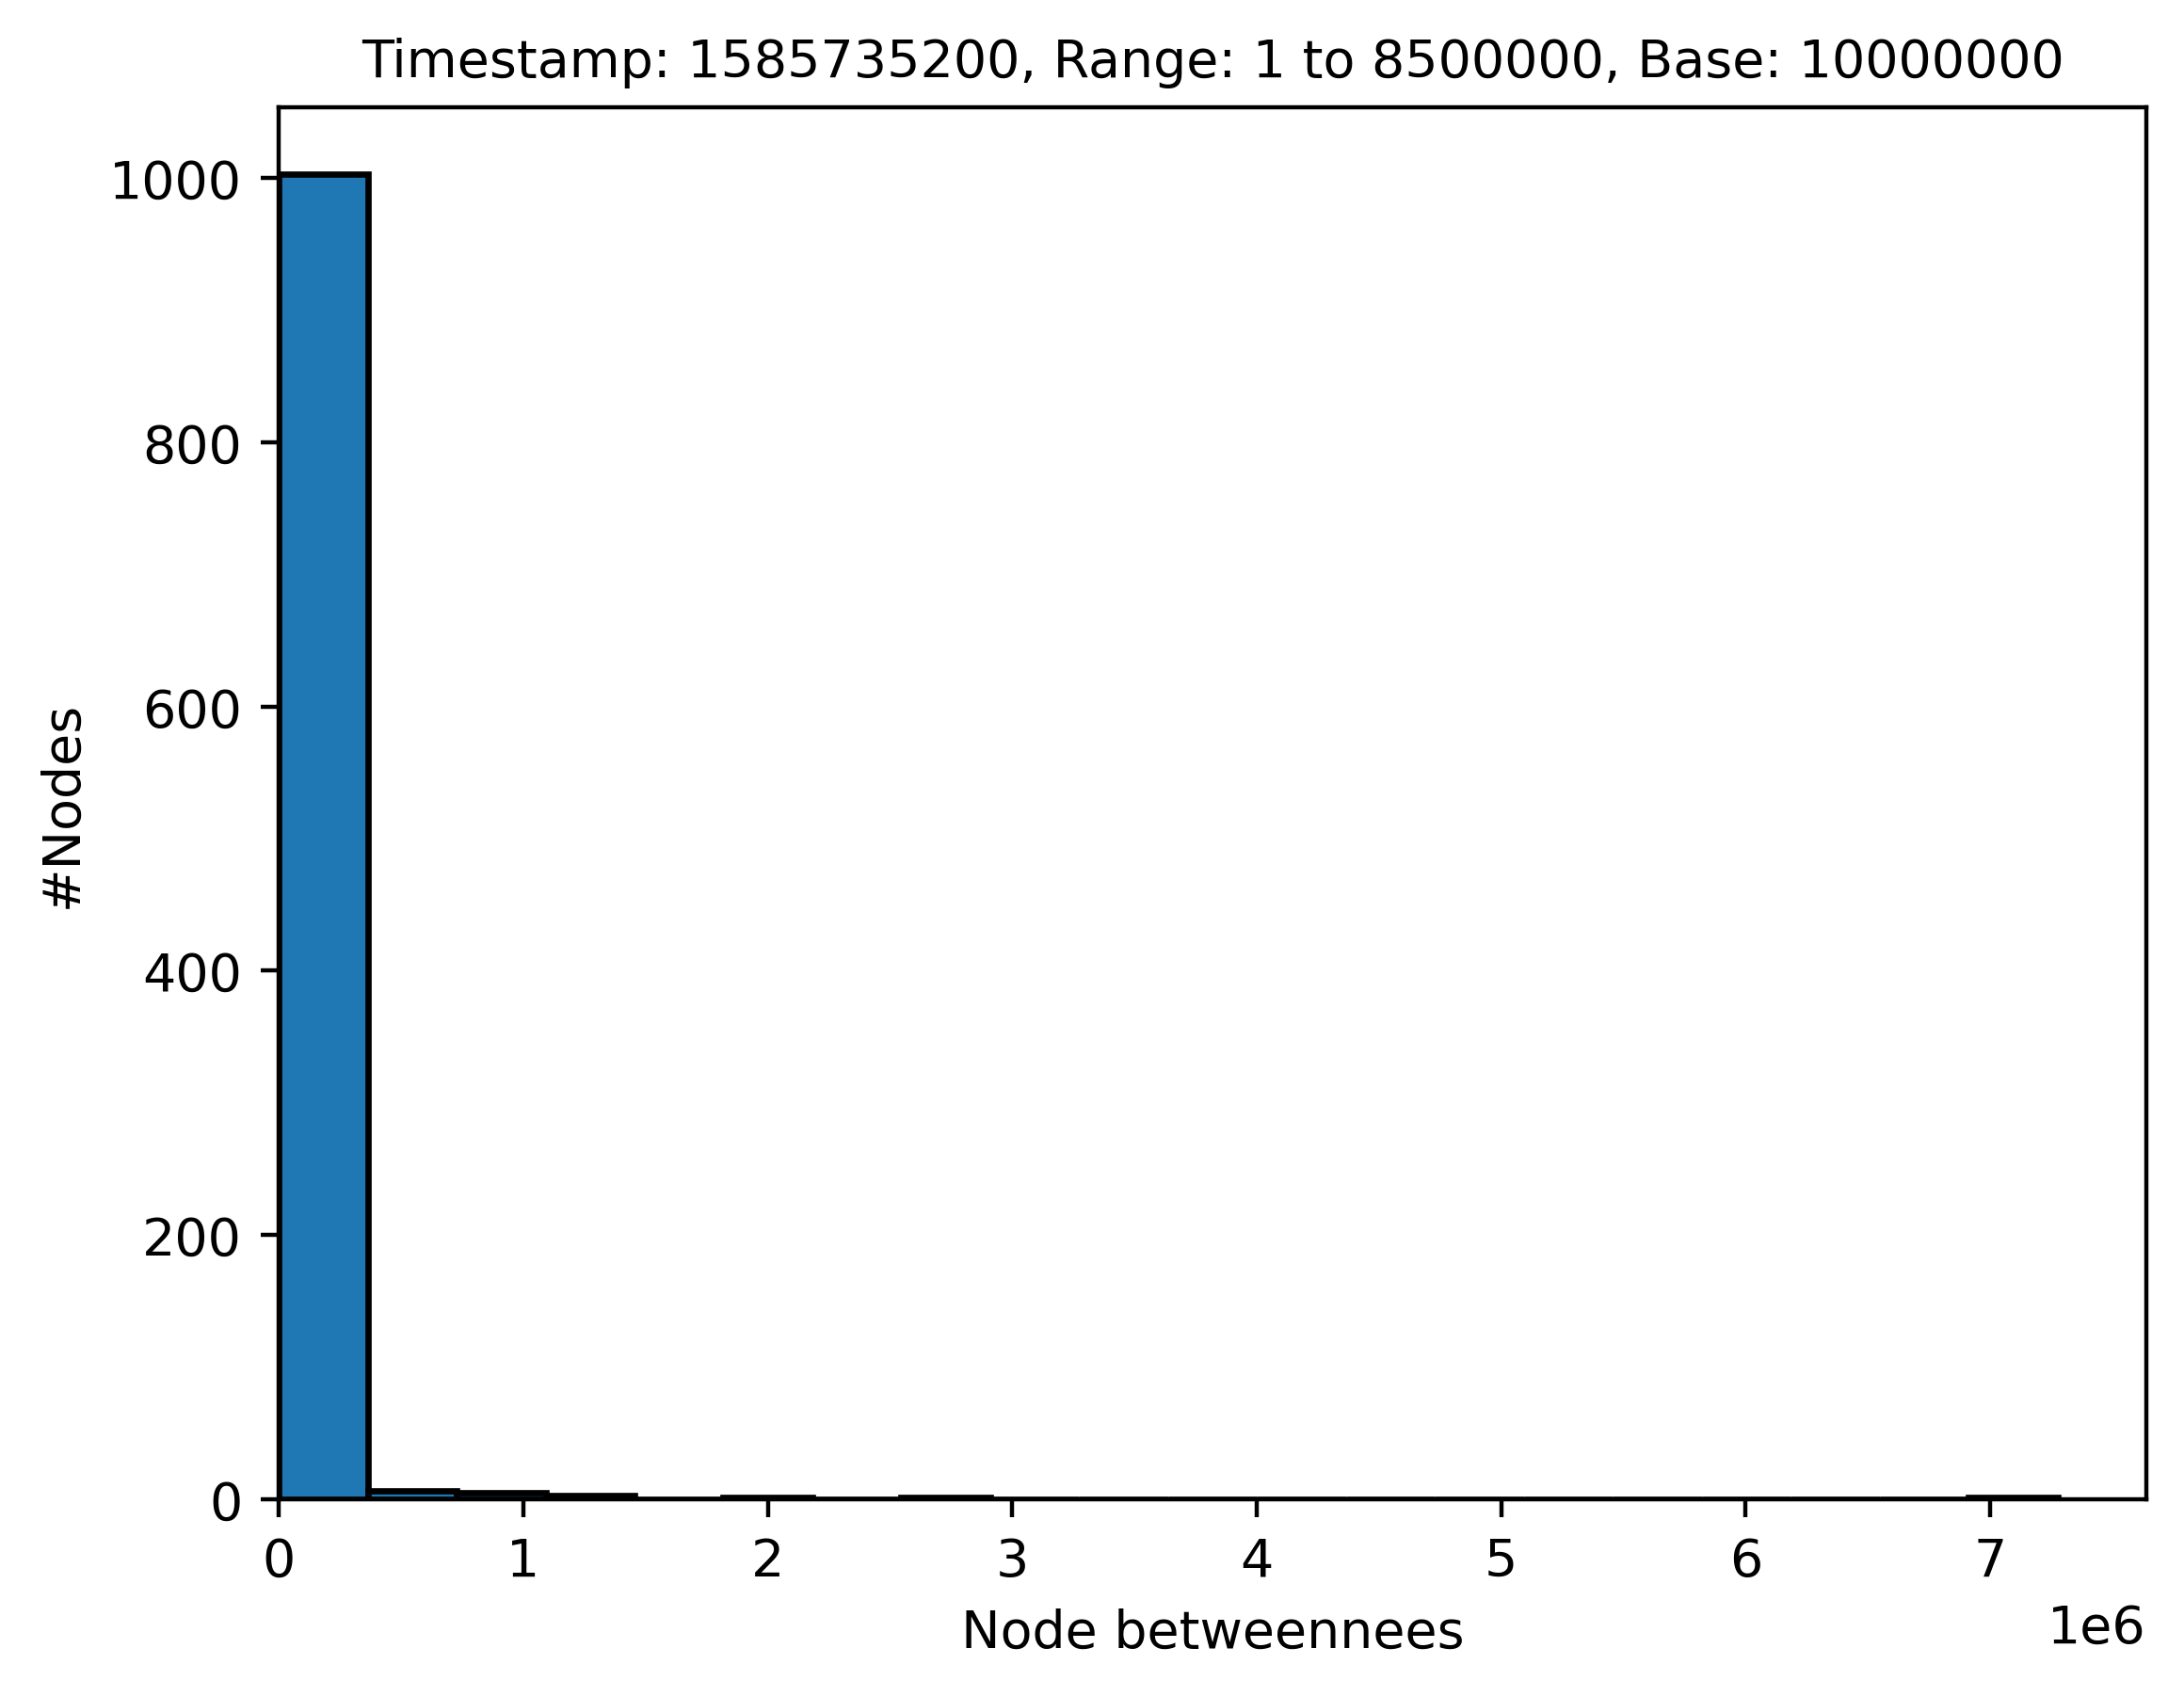 Timestamp: 1585735200, Range: 1 to 8500000, Base: 10000000
1000
800
600
400
200
0
#Nodes
0 1 2 3 4 5 6 7
1e6
Node betweennees